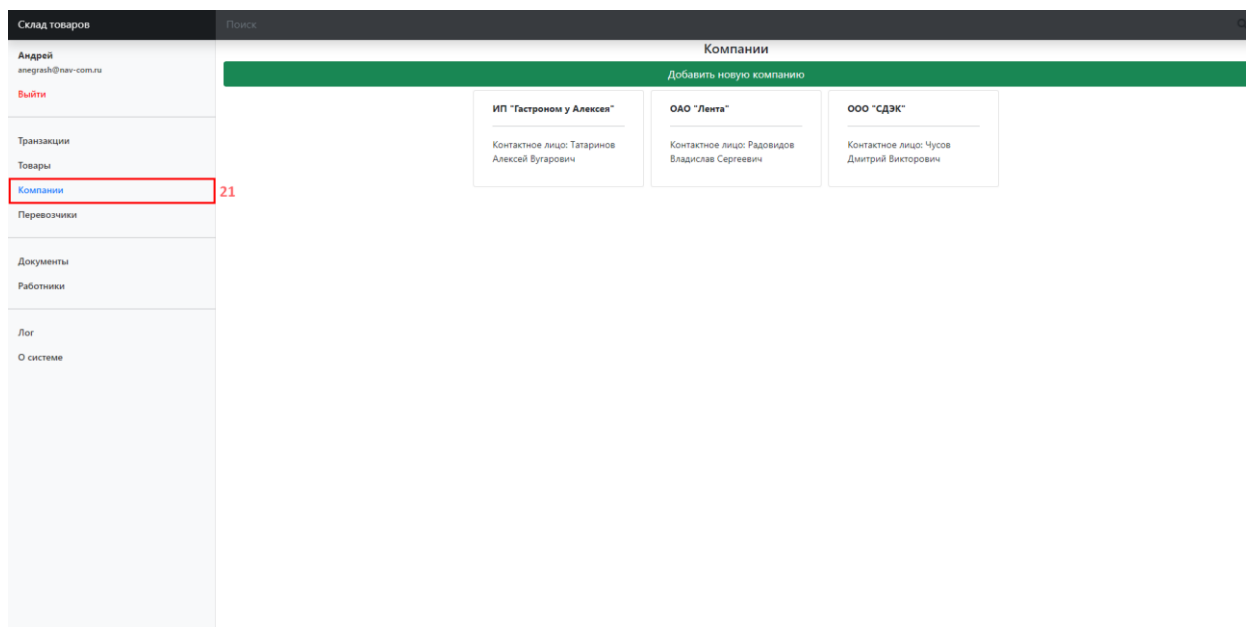 Склад товаров
Поиск
Андрей
anegrash@nav-com.ru
Выйти
Транзакции
Товары
Компании
21
Перевозчики
Документы
Работники
Лог
О системе
Компании
Добавить новую компанию
ИП "Гастроном у Алексея"
Контактное лицо: Татаринов
Алексей Вугарович
ОАО "Лента"
Контактное лицо: Радовидов
Владислав Сергеевич
ООО "СДЭК"
Контактное лицо: Чусов
Дмитрий Викторович